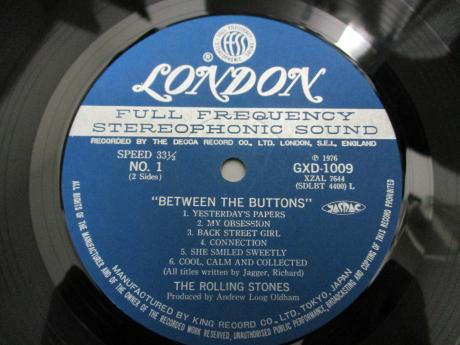 ffss
®
LONDON
FULL FREQUENCY
STEREOPHONIC SOUND
RECORDED BY THE DECCA RECORD CO., LTD. LONDON, S.E.I., ENGLAND
SPEED 33⅓
NO. 1
(2 Sides)
℗ 1976
GXD-1009
XZAL 7644
(SDLBT 4400) L
"BETWEEN THE BUTTONS"
JASRAC
1. YESTERDAY'S PAPERS
2. MY OBSESSION
3. BACK STREET GIRL
4. CONNECTION
5. SHE SMILED SWEETLY
6. COOL, CALM AND COLLECTED
(All titles written by Jagger, Richard)
THE ROLLING STONES
Produced by Andrew Loog Oldham
MANUFACTURED BY KING RECORD CO., LTD. TOKYO, JAPAN
ALL RIGHTS OF THE MANUFACTURER AND OF THE OWNER OF THE RECORDED WORK RESERVED. UNAUTHORISED PUBLIC PERFORMANCE, BROADCASTING AND COPYING OF THIS RECORD PROHIBITED